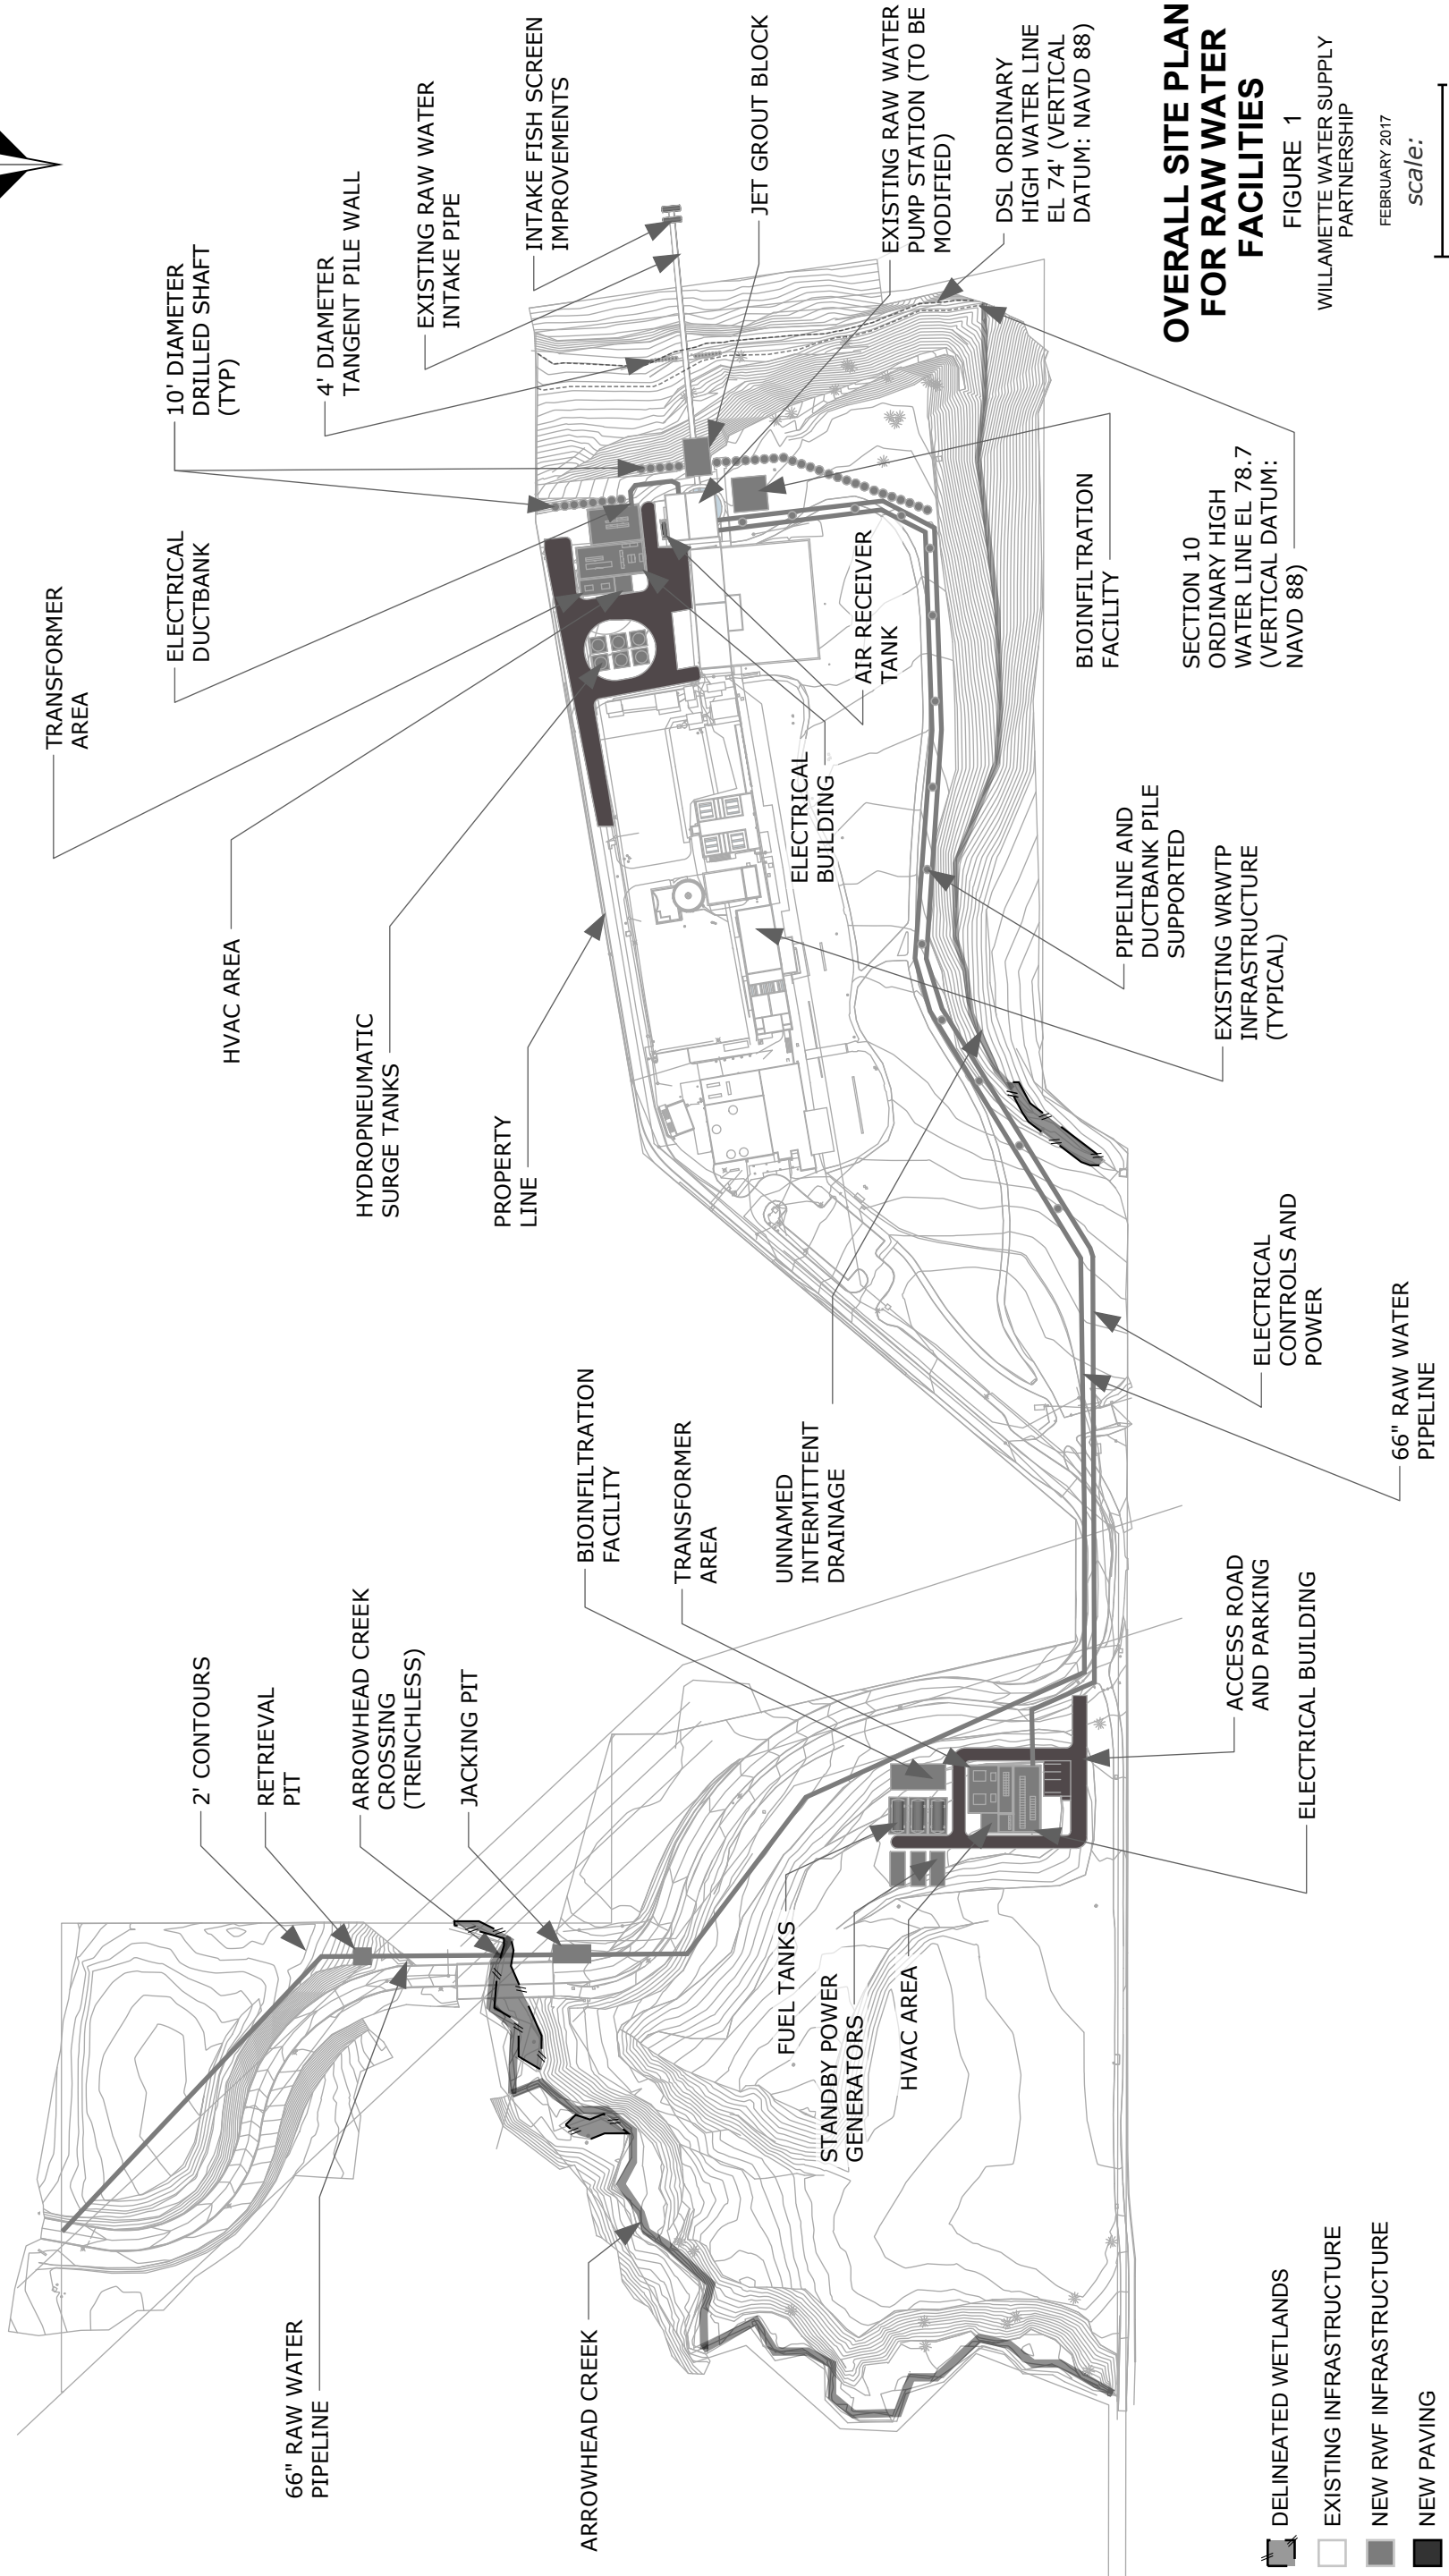 66" RAW WATER
PIPELINE
2' CONTOURS
RETRIEVAL
PIT
ARROWHEAD CREEK
CROSSING
(TRENCHLESS)
JACKING PIT
ARROWHEAD CREEK
BIOINFILTRATION
FACILITY
TRANSFORMER
AREA
UNNAMED
INTERMITTENT
DRAINAGE
FUEL TANKS
STANDBY POWER
GENERATORS
HVAC AREA
ACCESS ROAD
AND PARKING
ELECTRICAL BUILDING
TRANSFORMER
AREA
ELECTRICAL
DUCTBANK
10' DIAMETER
DRILLED SHAFT
(TYP)
HVAC AREA
4' DIAMETER
TANGENT PILE WALL
HYDROPNEUMATIC
SURGE TANKS
EXISTING RAW WATER
INTAKE PIPE
PROPERTY
LINE
INTAKE FISH SCREEN
IMPROVEMENTS
JET GROUT BLOCK
ELECTRICAL
BUILDING
AIR RECEIVER
TANK
EXISTING RAW WATER
PUMP STATION (TO BE
MODIFIED)
DSL ORDINARY
HIGH WATER LINE
EL 74' (VERTICAL
DATUM: NAVD 88)
BIOINFILTRATION
FACILITY
SECTION 10
ORDINARY HIGH
WATER LINE EL 78.7
(VERTICAL DATUM:
NAVD 88)
PIPELINE AND
DUCTBANK PILE
SUPPORTED
EXISTING WRWTP
INFRASTRUCTURE
(TYPICAL)
ELECTRICAL
CONTROLS AND
POWER
66" RAW WATER
PIPELINE
DELINEATED WETLANDS
EXISTING INFRASTRUCTURE
NEW RWF INFRASTRUCTURE
NEW PAVING
OVERALL SITE PLAN
FOR RAW WATER
FACILITIES
FIGURE 1
WILLAMETTE WATER SUPPLY
PARTNERSHIP
FEBRUARY 2017
scale: